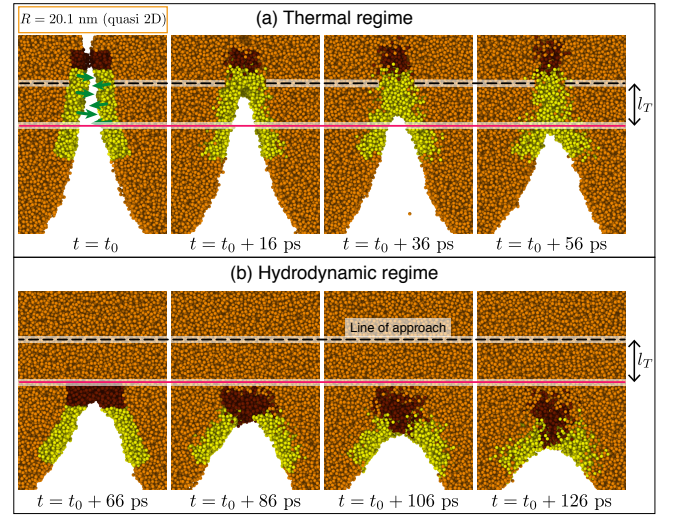 R = 20.1 nm (quasi 2D)
(a) Thermal regime
l_T
t = t_0
t = t_0 + 16 ps
t = t_0 + 36 ps
t = t_0 + 56 ps
(b) Hydrodynamic regime
Line of approach
l_T
t = t_0 + 66 ps
t = t_0 + 86 ps
t = t_0 + 106 ps
t = t_0 + 126 ps